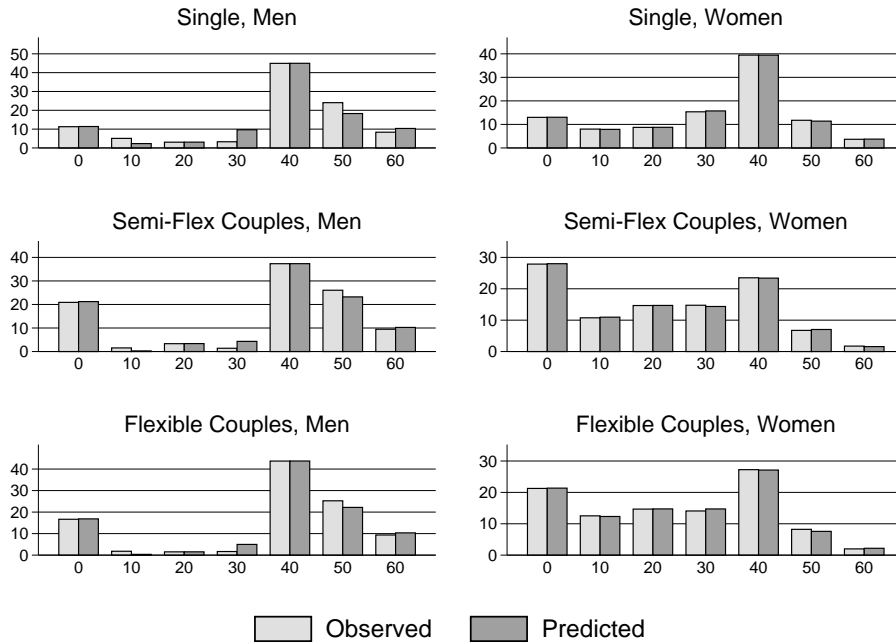 Single, Men
50
40
30
20
10
0
0 10 20 30 40 50 60
Single, Women
40
30
20
10
0
0 10 20 30 40 50 60
Semi-Flex Couples, Men
40
30
20
10
0
0 10 20 30 40 50 60
Semi-Flex Couples, Women
30
20
10
0
0 10 20 30 40 50 60
Flexible Couples, Men
40
30
20
10
0
0 10 20 30 40 50 60
Flexible Couples, Women
30
20
10
0
0 10 20 30 40 50 60
Observed Predicted